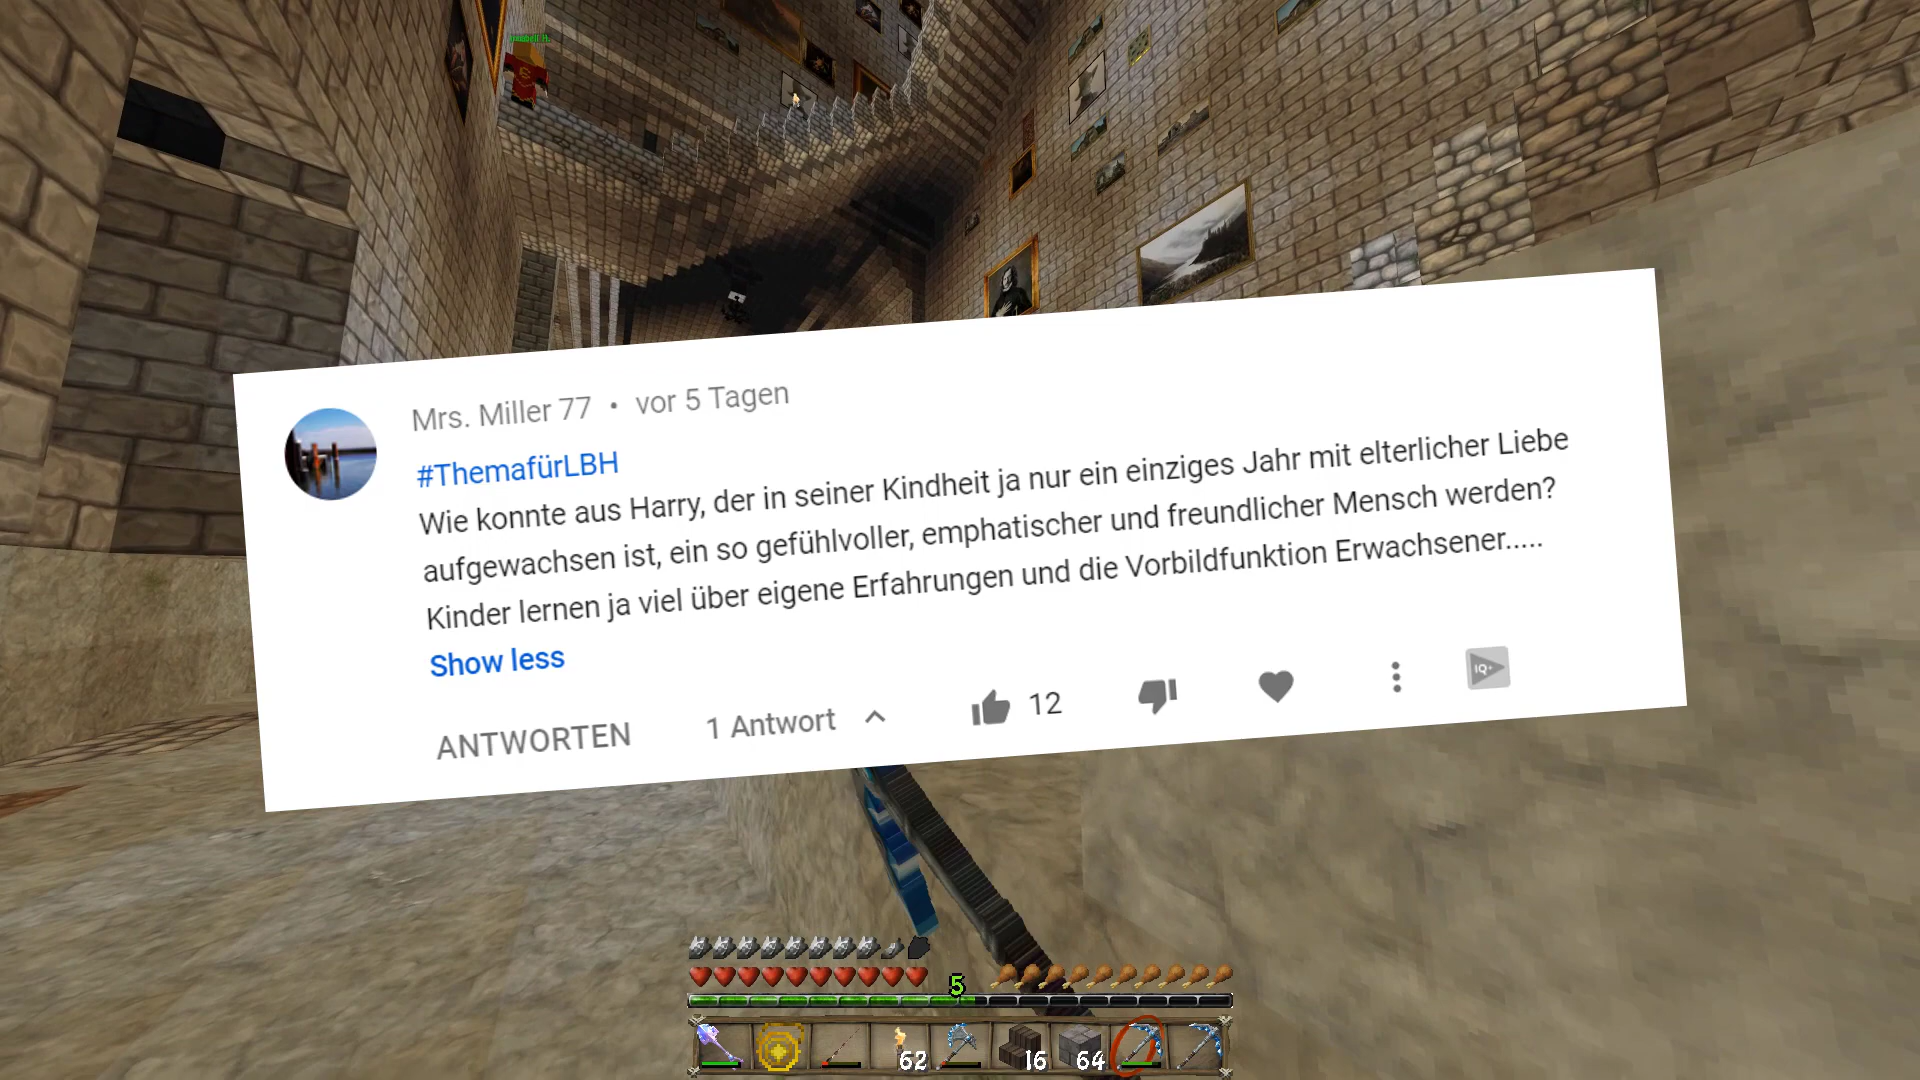 Mrs. Miller 77 • vor 5 Tagen
#ThemafürLBH
Wie konnte aus Harry, der in seiner Kindheit ja nur ein einziges Jahr mit elterlicher Liebe
aufgewachsen ist, ein so gefühlvoller, emphatischer und freundlicher Mensch werden?
Kinder lernen ja viel über eigene Erfahrungen und die Vorbildfunktion Erwachsener.....
Show less
ANTWORTEN 1 Antwort 12
IQ+
5
62 16 64